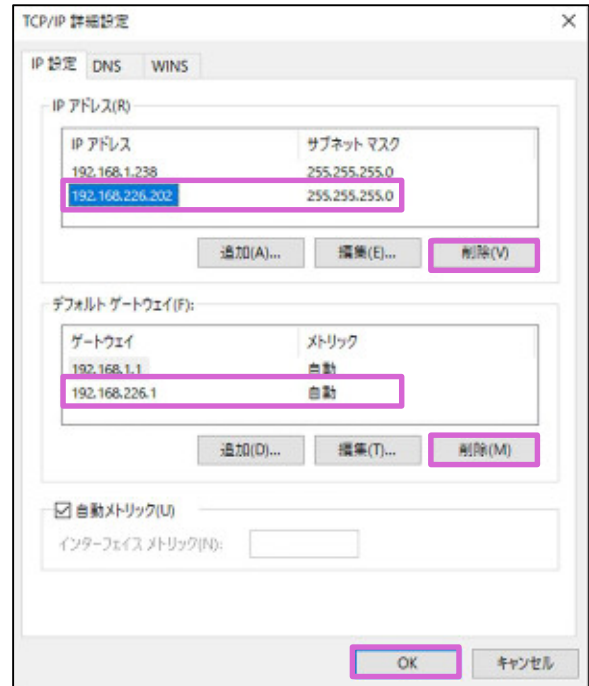 TCP/IP 詳細設定
IP 設定 DNS WINS
IP アドレス(R)
IP アドレス サブネット マスク
192.168.1.238 255.255.255.0
192.168.226.202 255.255.255.0
追加(A)... 編集(E)... 削除(V)
デフォルト ゲートウェイ(F):
ゲートウェイ メトリック
192.168.1.1 自動
192.168.226.1 自動
追加(D)... 編集(T)... 削除(M)
自動メトリック(U)
インターフェイス メトリック(N):
OK キャンセル